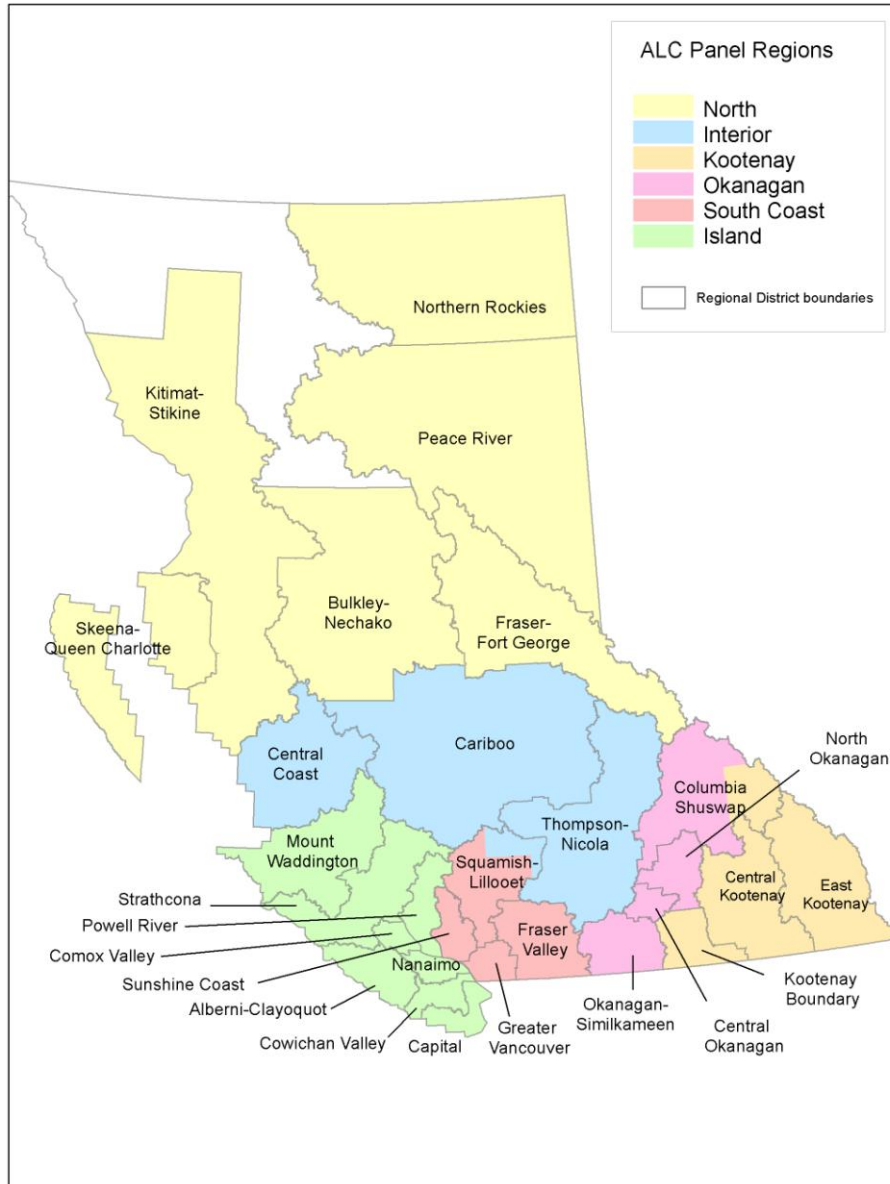 ALC Panel Regions
North
Interior
Kootenay
Okanagan
South Coast
Island
Regional District boundaries
Northern Rockies
Kitimat-
Stikine
Peace River
Bulkley-
Nechako
Fraser-
Fort George
Skeena-
Queen Charlotte
Central
Coast
Cariboo
North
Okanagan
Columbia
Shuswap
Thompson-
Nicola
Mount
Waddington
Squamish-
Lillooet
Central
Kootenay
East
Kootenay
Strathcona
Powell River
Comox Valley
Sunshine Coast
Alberni-Clayoquot
Cowichan Valley
Nanaimo
Capital
Fraser
Valley
Greater
Vancouver
Okanagan-
Similkameen
Central
Okanagan
Kootenay
Boundary